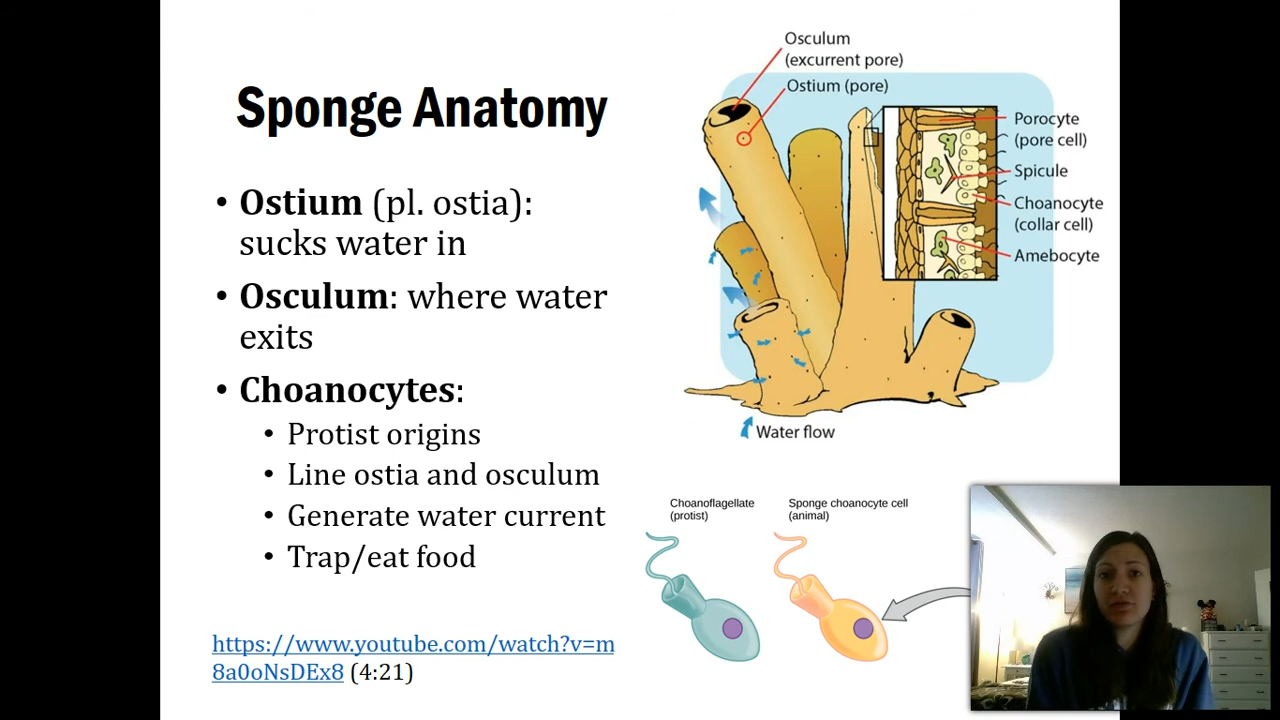 Sponge Anatomy
• Ostium (pl. ostia):
sucks water in
• Osculum: where water
exits
• Choanocytes:
• Protist origins
• Line ostia and osculum
• Generate water current
• Trap/eat food
https://www.youtube.com/watch?v=m
8a0oNsDEx8 (4:21)
Osculum
(excurrent pore)
Ostium (pore)
Porocyte
(pore cell)
Spicule
Choanocyte
(collar cell)
Amebocyte
Water flow
Choanoflagellate
(protist)
Sponge choanocyte cell
(animal)